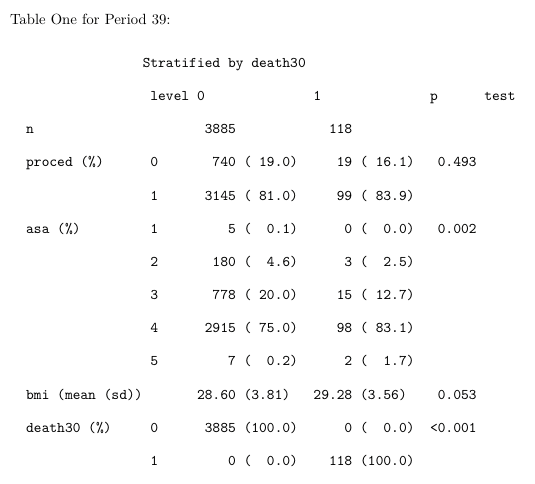 Table One for Period 39:
Stratified by death30
level 0 1 p test
n 3885 118
proced (%) 0 740 ( 19.0) 19 ( 16.1) 0.493
1 3145 ( 81.0) 99 ( 83.9)
asa (%) 1 5 ( 0.1) 0 ( 0.0) 0.002
2 180 ( 4.6) 3 ( 2.5)
3 778 ( 20.0) 15 ( 12.7)
4 2915 ( 75.0) 98 ( 83.1)
5 7 ( 0.2) 2 ( 1.7)
bmi (mean (sd)) 28.60 (3.81) 29.28 (3.56) 0.053
death30 (%) 0 3885 (100.0) 0 ( 0.0) <0.001
1 0 ( 0.0) 118 (100.0)